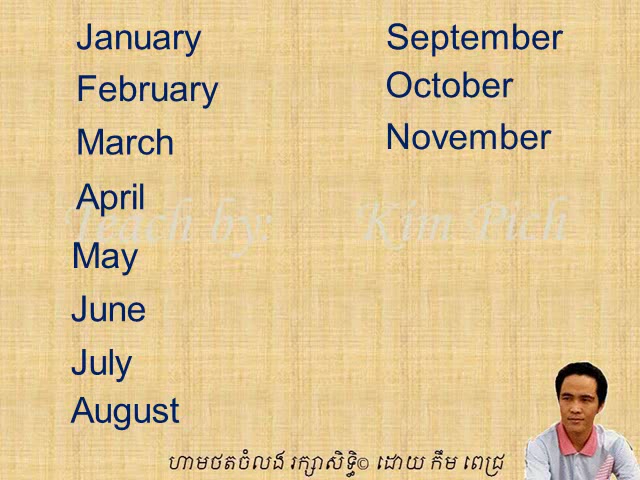 January
February
March
April
May
June
July
August
September
October
November
Teach by: Kim Pich
ហាមថតចំលង រក្សាសិទ្ធិ© ដោយ កឹម ពេជ្រ